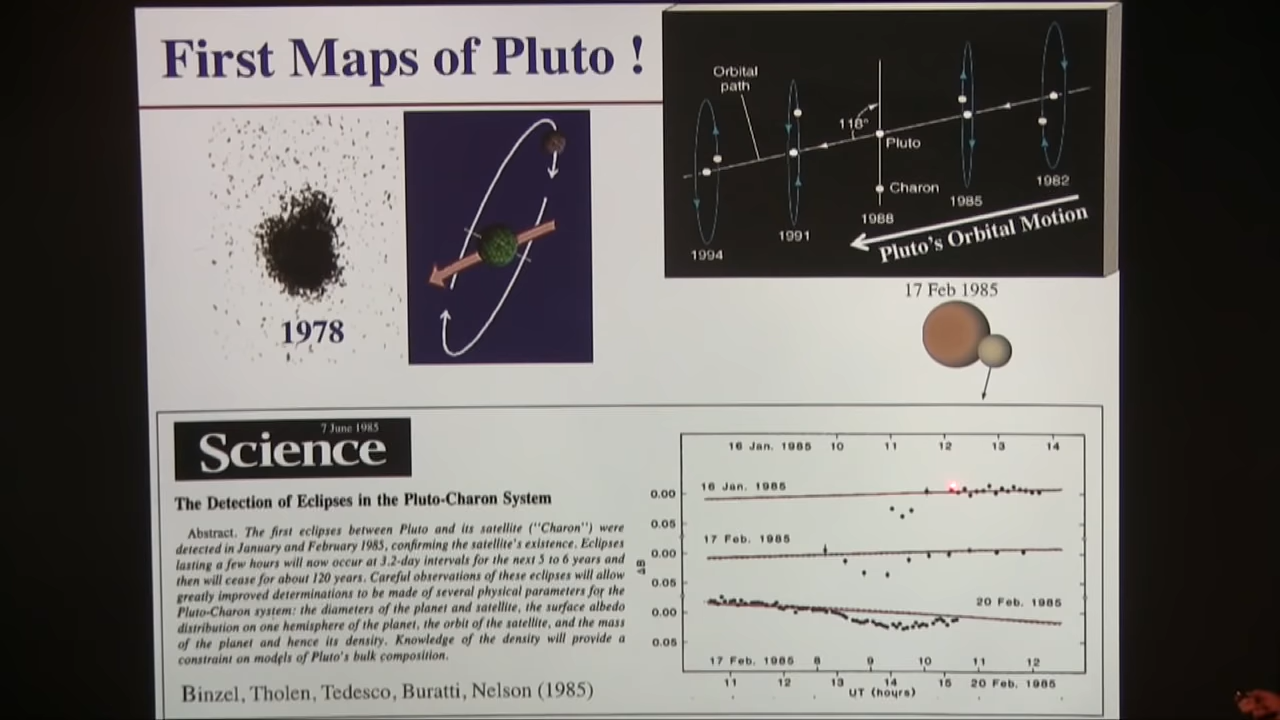 First Maps of Pluto !
1978
Orbital
path
118°
Pluto
Charon
1994
1991
1988
1985
1982
Pluto's Orbital Motion
17 Feb 1985
7 June 1985
Science
The Detection of Eclipses in the Pluto-Charon System
Abstract. The first eclipses between Pluto and its satellite ("Charon") were
detected in January and February 1985, confirming the satellite's existence. Eclipses
lasting a few hours will now occur at 3.2-day intervals for the next 5 to 6 years and
then will cease for about 120 years. Careful observations of these eclipses will allow
greatly improved determinations to be made of several physical parameters for the
Pluto-Charon system: the diameters of the planet and satellite, the surface albedo
distribution on one hemisphere of the planet, the orbit of the satellite, and the mass
of the planet and hence its density. Knowledge of the density will provide a
constraint on models of Pluto's bulk composition.
Binzel, Tholen, Tedesco, Buratti, Nelson (1985)
16 Jan. 1985 10 11 12 13 14
16 Jan. 1985
0.00
0.05
17 Feb. 1985
0.00
ΔB
0.05
20 Feb. 1985
0.00
0.05
17 Feb. 1985 8 9 10 11 12
11 12 13 14 15 20 Feb. 1985
UT (hours)